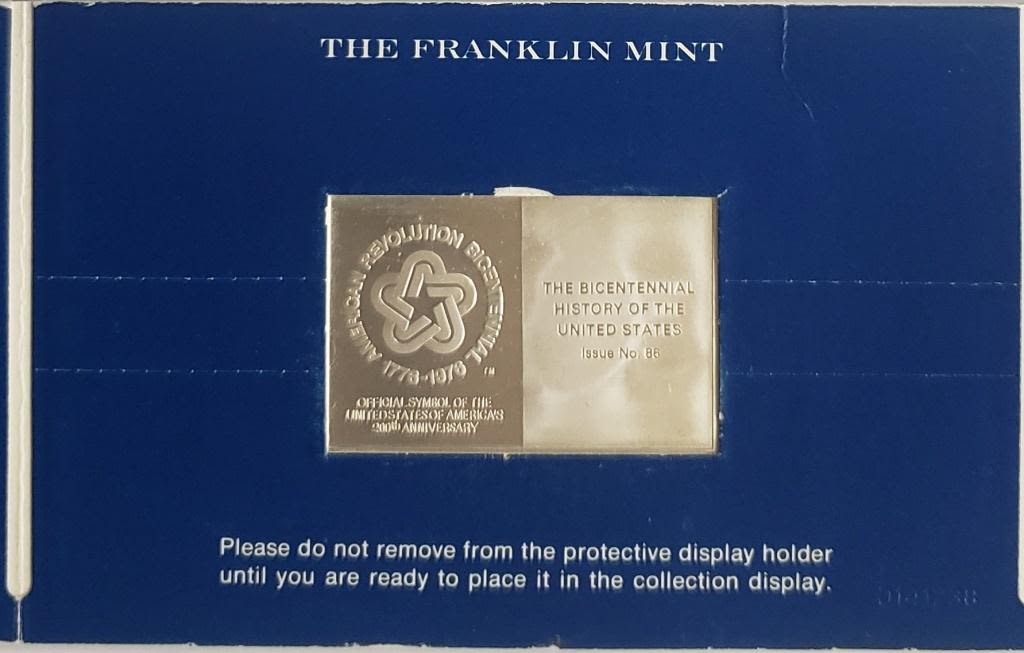 THE FRANKLIN MINT
AMERICAN REVOLUTION BICENTENNIAL
1776-1976
TM
OFFICIAL SYMBOL OF THE
UNITED STATES OF AMERICA'S
200th ANNIVERSARY
THE BICENTENNIAL
HISTORY OF THE
UNITED STATES
Issue No. 86
Please do not remove from the protective display holder
until you are ready to place it in the collection display.